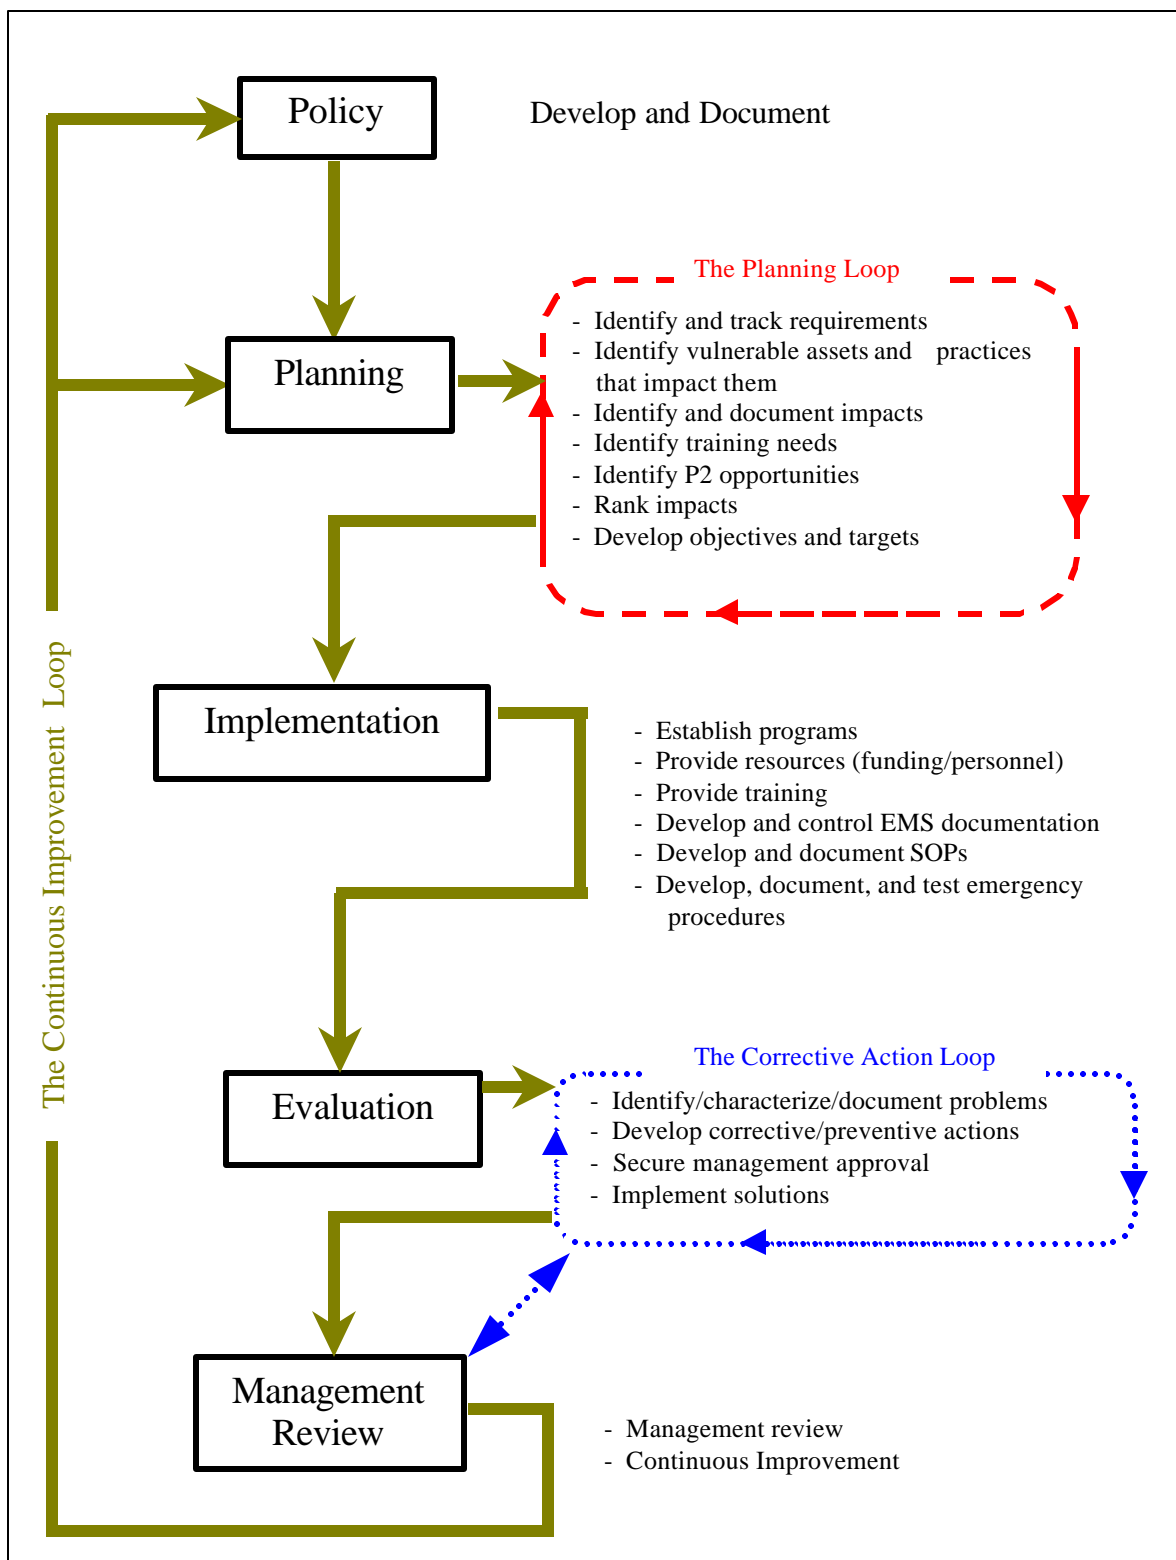 Policy
Develop and Document
The Planning Loop
- Identify and track requirements
- Identify vulnerable assets and practices
that impact them
- Identify and document impacts
- Identify training needs
- Identify P2 opportunities
- Rank impacts
- Develop objectives and targets
Planning
The Continuous Improvement Loop
Implementation
- Establish programs
- Provide resources (funding/personnel)
- Provide training
- Develop and control EMS documentation
- Develop and document SOPs
- Develop, document, and test emergency
procedures
The Corrective Action Loop
Evaluation
- Identify/characterize/document problems
- Develop corrective/preventive actions
- Secure management approval
- Implement solutions
Management
Review
- Management review
- Continuous Improvement